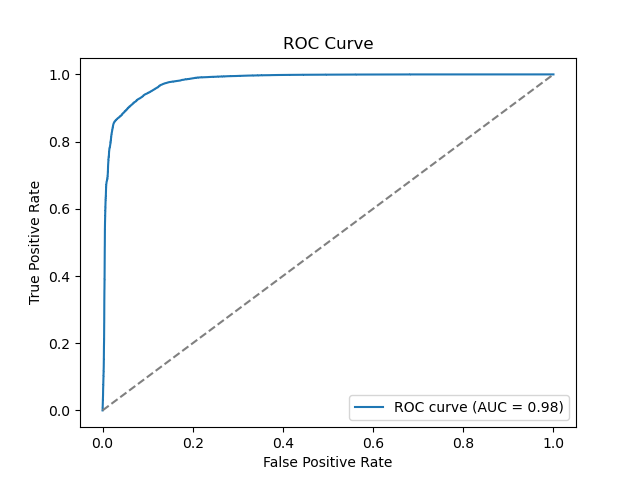 ROC Curve
True Positive Rate
1.0
0.8
0.6
0.4
0.2
0.0
ROC curve (AUC = 0.98)
0.0 0.2 0.4 0.6 0.8 1.0
False Positive Rate